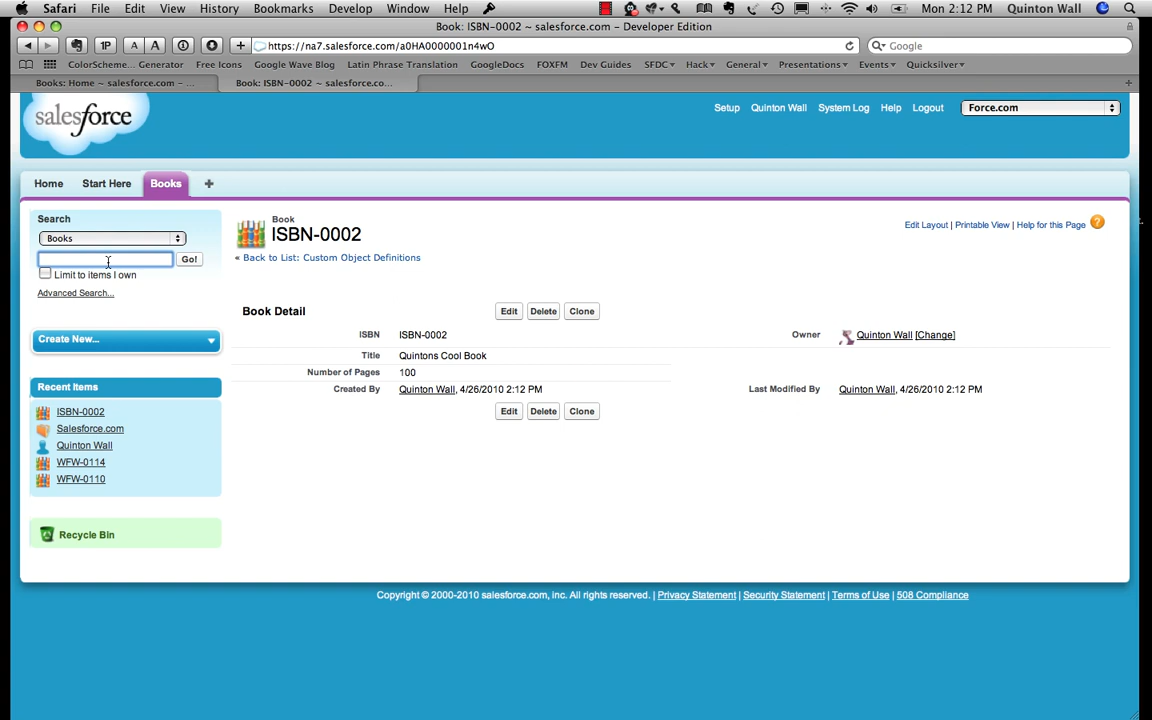 Safari File Edit View History Bookmarks Develop Window Help Mon 2:12 PM Quinton Wall
Book: ISBN-0002 ~ salesforce.com – Developer Edition
1P A A + https://na7.salesforce.com/a0HA0000001n4wO Google
ColorScheme... Generator Free Icons Google Wave Blog Latin Phrase Translation GoogleDocs FOXFM Dev Guides SFDC▾ Hack▾ General▾ Presentations▾ Events▾ Quicksilver▾
Books: Home ~ salesforce.com – ... Book: ISBN-0002 ~ salesforce.co... +
salesforce
Setup Quinton Wall System Log Help Logout Force.com
Home Start Here Books +
Search
Books
Go!
Limit to items I own
Advanced Search...
Create New...
Recent Items
ISBN-0002
Salesforce.com
Quinton Wall
WFW-0114
WFW-0110
Recycle Bin
Book
ISBN-0002
« Back to List: Custom Object Definitions
Edit Layout | Printable View | Help for this Page ?
Book Detail Edit Delete Clone
ISBN ISBN-0002 Owner Quinton Wall [Change]
Title Quintons Cool Book
Number of Pages 100
Created By Quinton Wall, 4/26/2010 2:12 PM Last Modified By Quinton Wall, 4/26/2010 2:12 PM
Edit Delete Clone
Copyright © 2000-2010 salesforce.com, inc. All rights reserved. | Privacy Statement | Security Statement | Terms of Use | 508 Compliance